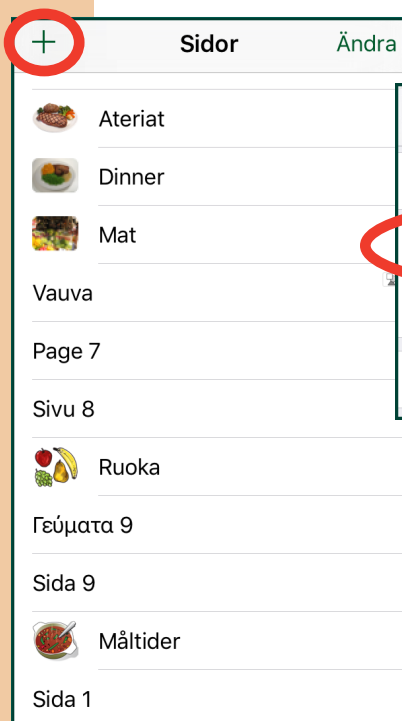 + Sidor Ändra
Ateriat
Dinner
Mat
Vauva
Page 7
Sivu 8
Ruoka
Γεύματα 9
Sida 9
Måltider
Sida 1